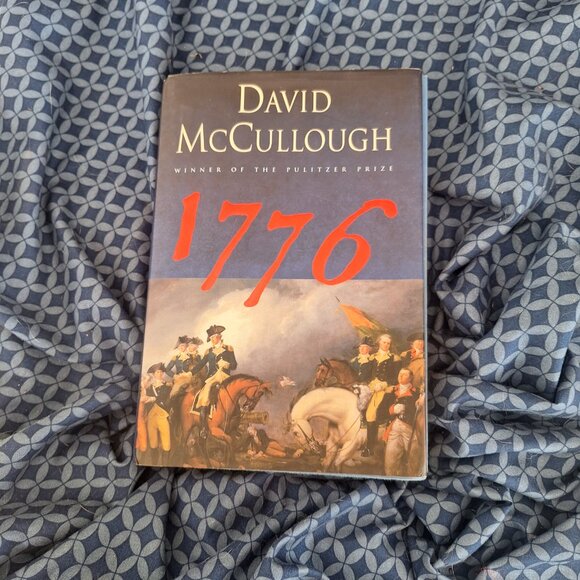 DAVID
McCULLOUGH
WINNER OF THE PULITZER PRIZE
1776